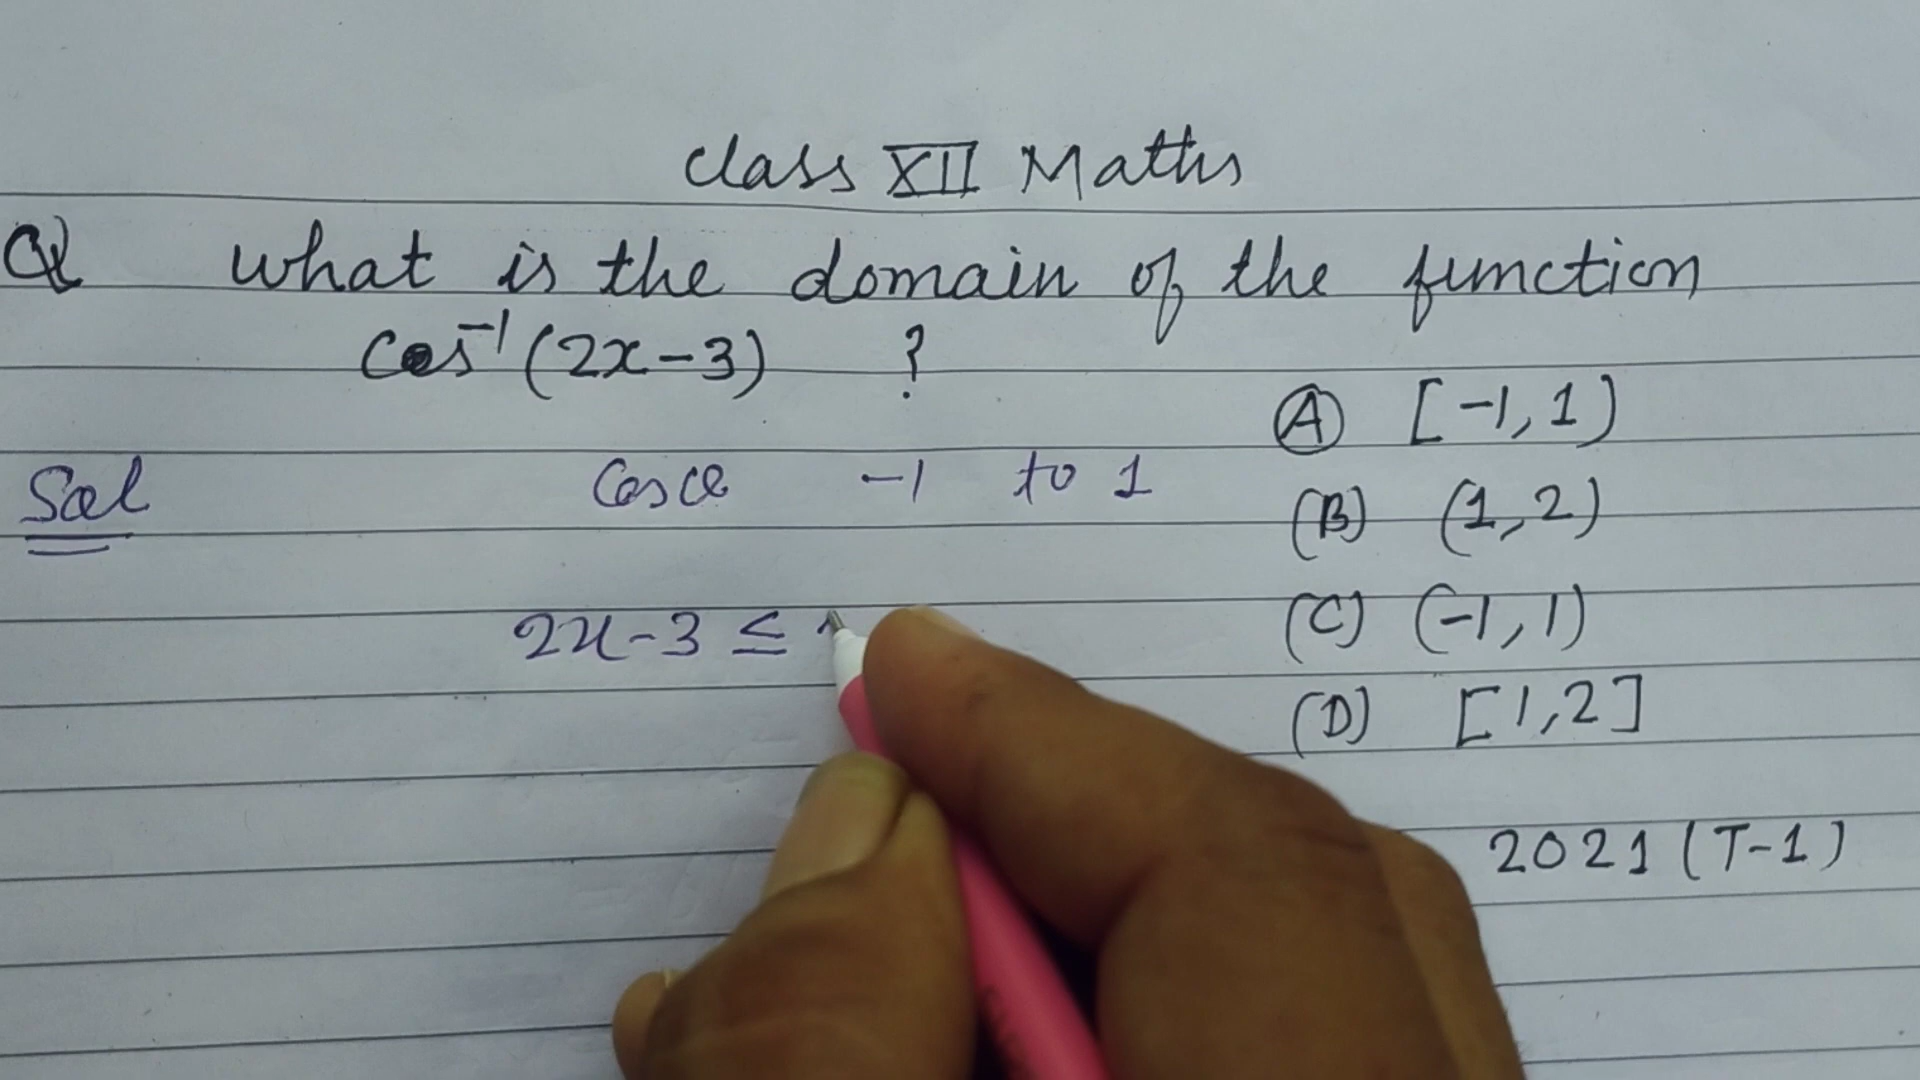 Class XII Maths
Q what is the domain of the function
Cos⁻¹(2x-3) ?
(A) [-1,1)
Sol Cos -1 to 1
(B) (1,2)
2x-3 ≤
(C) (-1,1)
(D) [1,2]
2021 (T-1)